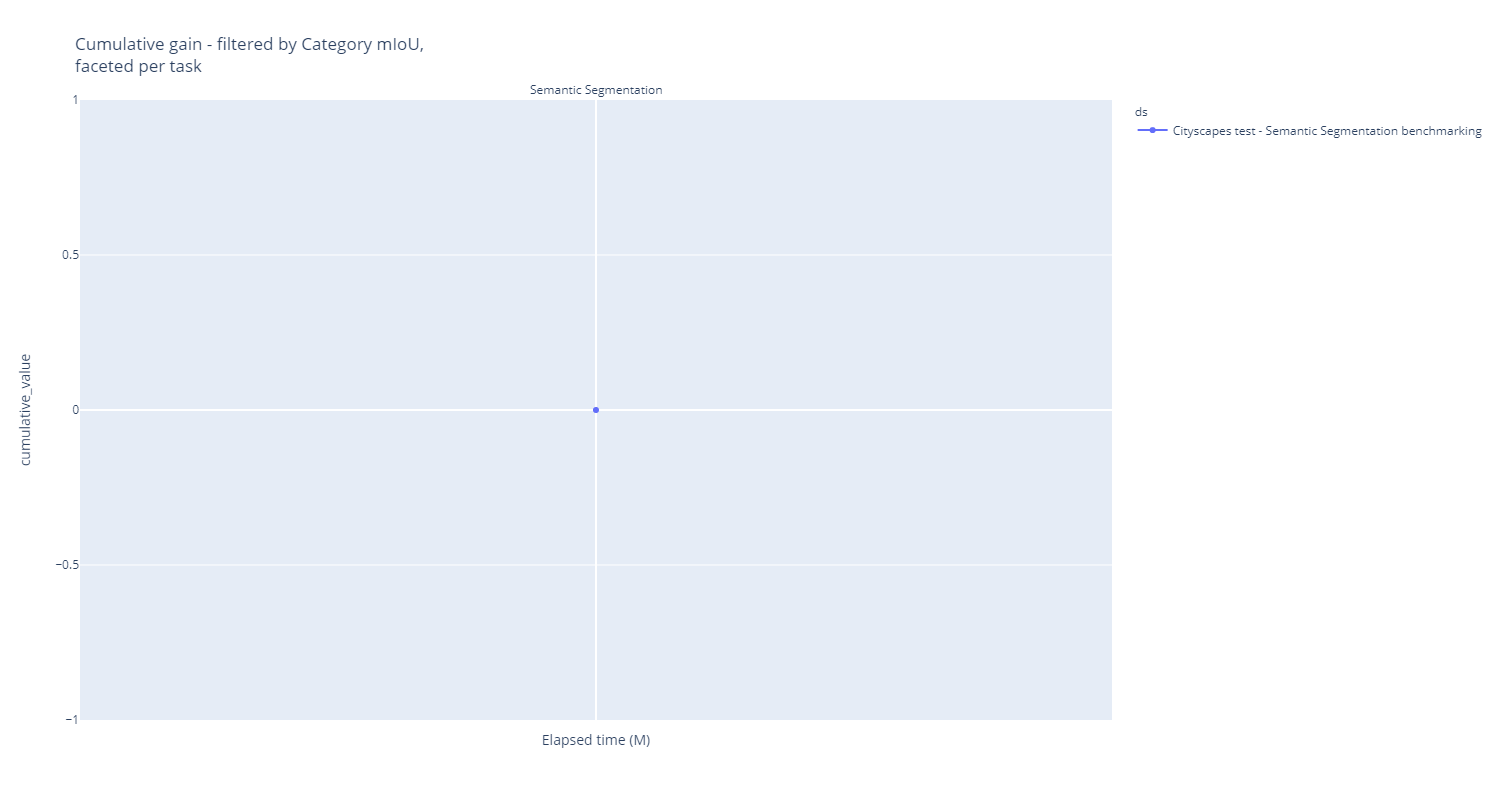 Cumulative gain - filtered by Category mIoU,
faceted per task
Semantic Segmentation
1
0.5
0
−0.5
−1
cumulative_value
Elapsed time (M)
ds
Cityscapes test - Semantic Segmentation benchmarking